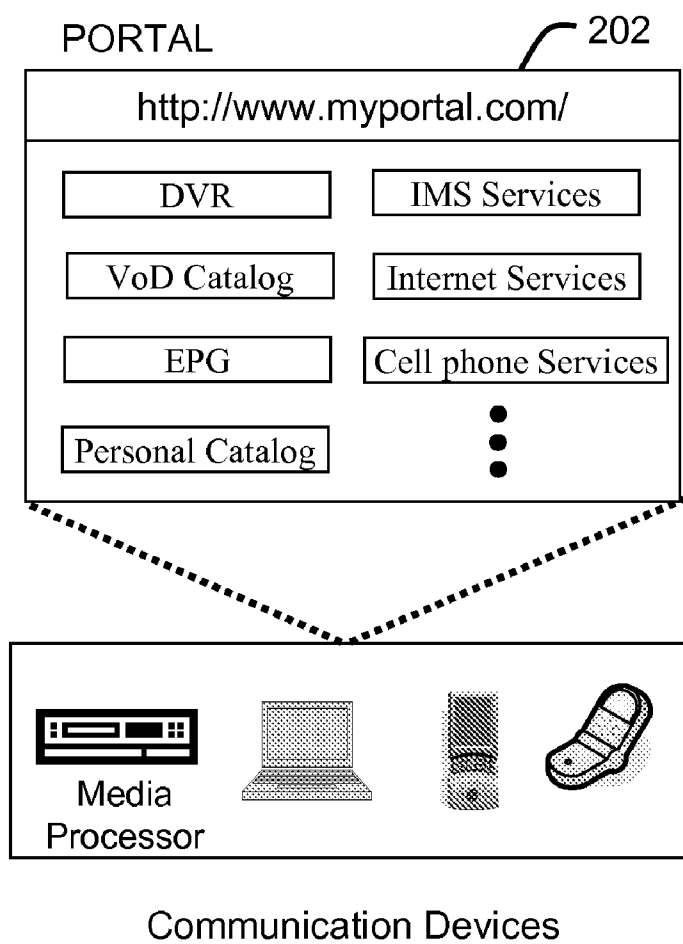 PORTAL
202
http://www.myportal.com/
DVR
IMS Services
VoD Catalog
Internet Services
EPG
Cell phone Services
Personal Catalog
Media
Processor
Communication Devices